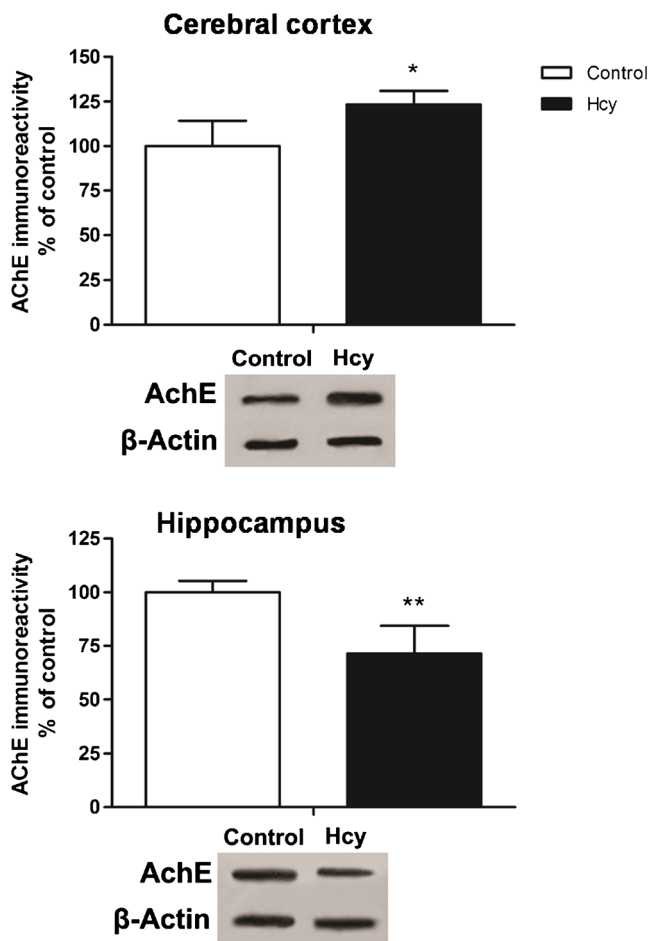 Cerebral cortex
AChE immunoreactivity
% of control
150
125
100
75
50
25
0
*
Control
Hcy
Control Hcy
AchE
β-Actin
Hippocampus
AChE immunoreactivity
% of control
125
100
75
50
25
0
**
Control Hcy
AchE
β-Actin